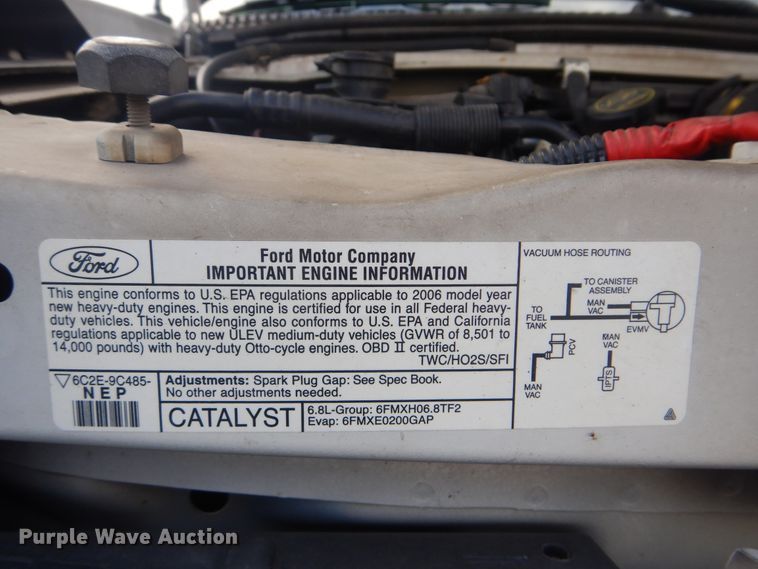 Ford
Ford Motor Company
IMPORTANT ENGINE INFORMATION
This engine conforms to U.S. EPA regulations applicable to 2006 model year
new heavy-duty engines. This engine is certified for use in all Federal heavy-
duty vehicles. This vehicle/engine also conforms to U.S. EPA and California
regulations applicable to new ULEV medium-duty vehicles (GVWR of 8,501 to
14,000 pounds) with heavy-duty Otto-cycle engines. OBD II certified.
TWC/HO2S/SFI
6C2E-9C485-
NEP
Adjustments: Spark Plug Gap: See Spec Book.
No other adjustments needed.
CATALYST
6.8L-Group: 6FMXH06.8TF2
Evap: 6FMXE0200GAP
VACUUM HOSE ROUTING
TO CANISTER
ASSEMBLY
MAN
VAC
TO
FUEL
TANK
EVMV
PCV
MAN
VAC
IPTS
MAN
VAC
Purple Wave Auction